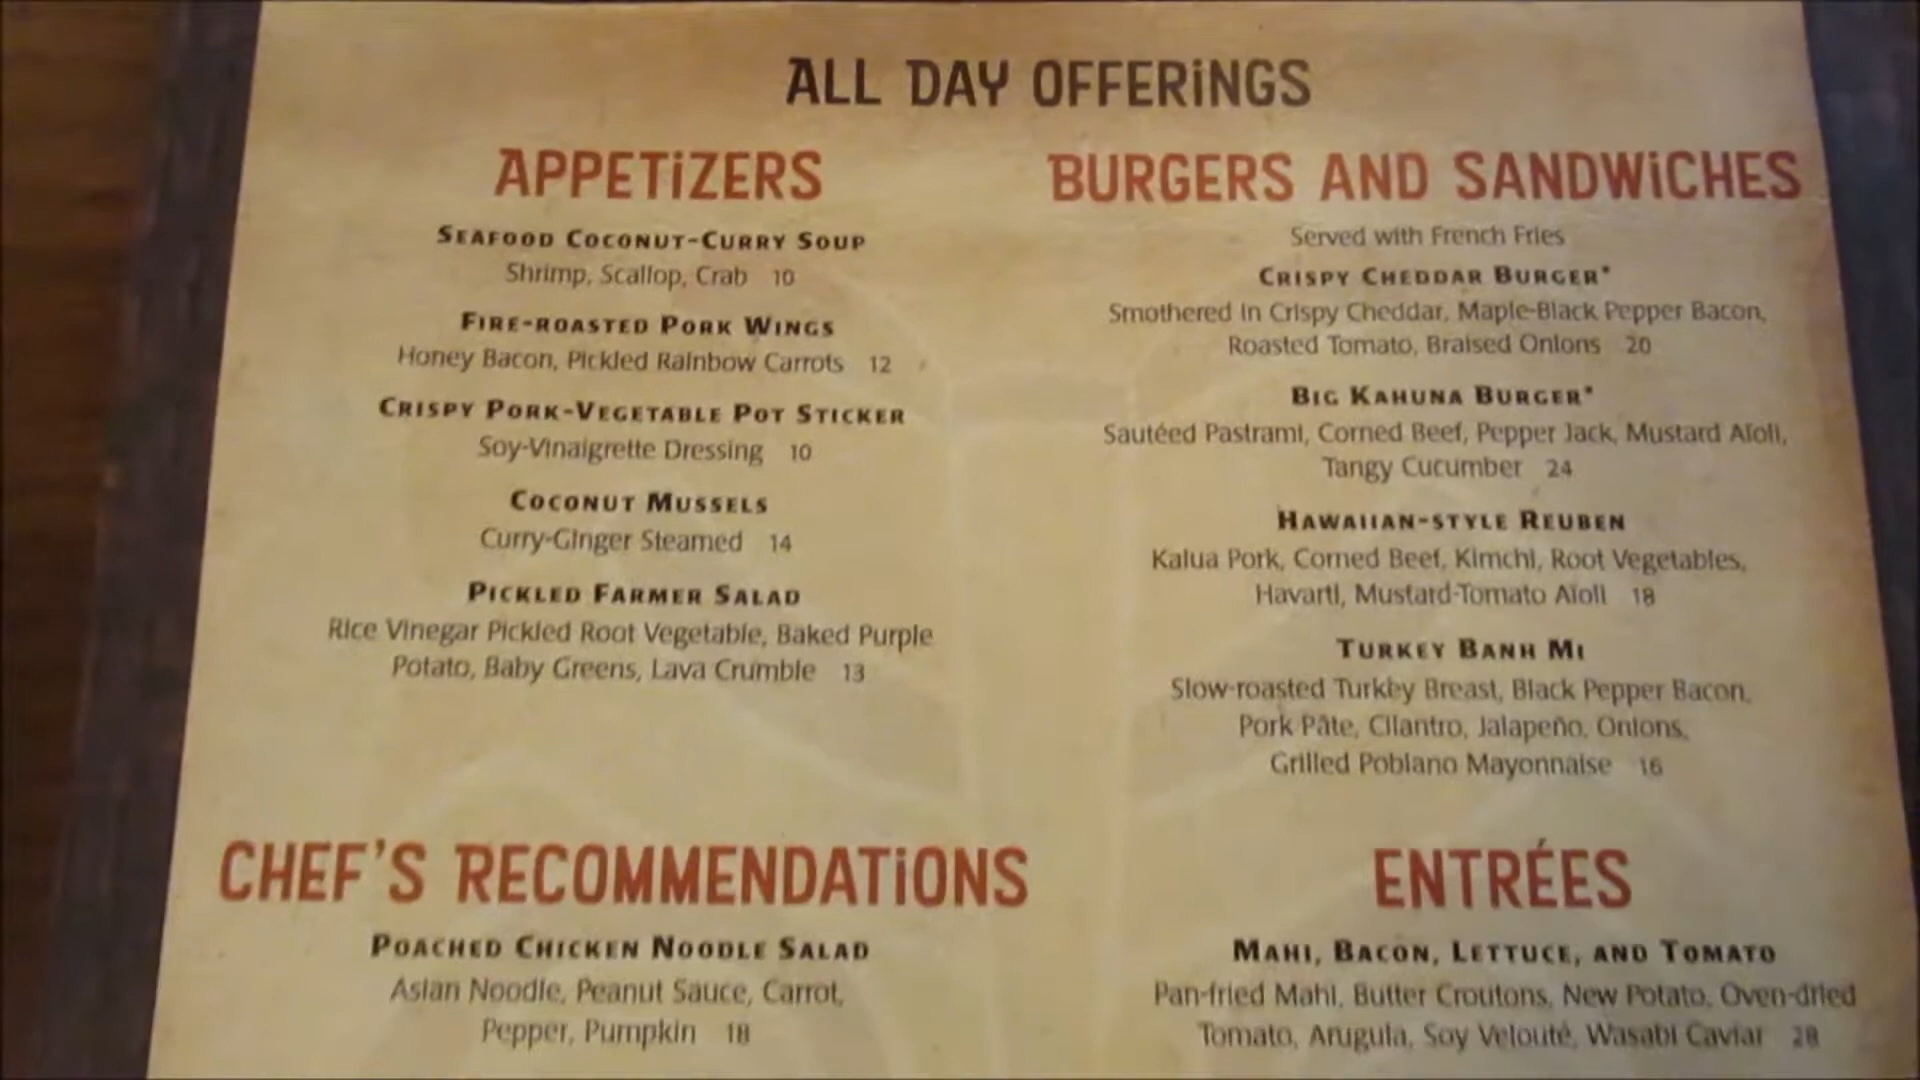 ALL DAY OFFERiNGS
APPETiZERS
SEAFOOD COCONUT-CURRY SOUP
Shrimp, Scallop, Crab 10
FIRE-ROASTED PORK WINGS
Honey Bacon, Pickled Rainbow Carrots 12
CRISPY PORK-VEGETABLE POT STICKER
Soy-Vinaigrette Dressing 10
COCONUT MUSSELS
Curry-Ginger Steamed 14
PICKLED FARMER SALAD
Rice Vinegar Pickled Root Vegetable, Baked Purple
Potato, Baby Greens, Lava Crumble 13
CHEF'S RECOMMENDATiONS
POACHED CHICKEN NOODLE SALAD
Asian Noodle, Peanut Sauce, Carrot,
Pepper, Pumpkin 18
BURGERS AND SANDWiCHES
Served with French Fries
CRISPY CHEDDAR BURGER*
Smothered in Crispy Cheddar, Maple-Black Pepper Bacon,
Roasted Tomato, Braised Onions 20
BIG KAHUNA BURGER*
Sautéed Pastrami, Corned Beef, Pepper Jack, Mustard Aïoli,
Tangy Cucumber 24
HAWAIIAN-STYLE REUBEN
Kalua Pork, Corned Beef, Kimchi, Root Vegetables,
Havarti, Mustard-Tomato Aïoli 18
TURKEY BANH MI
Slow-roasted Turkey Breast, Black Pepper Bacon,
Pork Pâte, Cilantro, Jalapeño, Onions,
Grilled Poblano Mayonnaise 16
ENTRÉES
MAHI, BACON, LETTUCE, AND TOMATO
Pan-fried Mahi, Butter Croutons, New Potato, Oven-dried
Tomato, Arugula, Soy Velouté, Wasabi Caviar 28